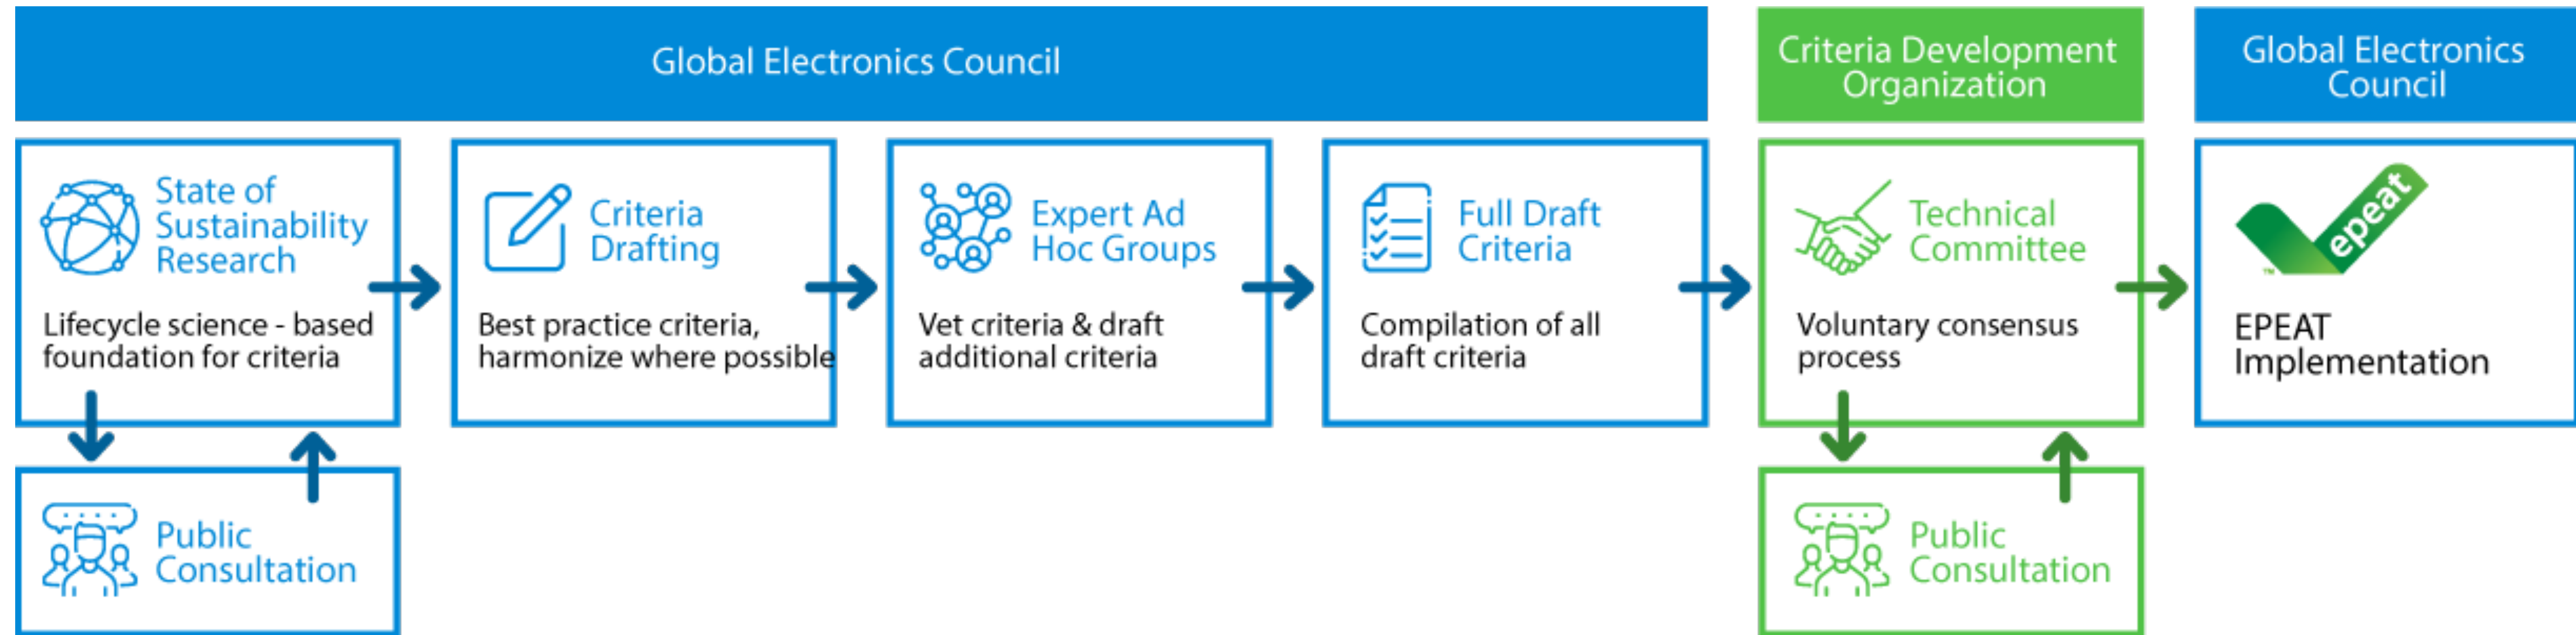 Global Electronics Council
Criteria Development
Organization
Global Electronics
Council
State of
Sustainability
Research
Lifecycle science - based
foundation for criteria
Criteria
Drafting
Best practice criteria,
harmonize where possible
Expert Ad
Hoc Groups
Vet criteria & draft
additional criteria
Full Draft
Criteria
Compilation of all
draft criteria
Technical
Committee
Voluntary consensus
process
epeat
TM
EPEAT
Implementation
Public
Consultation
Public
Consultation